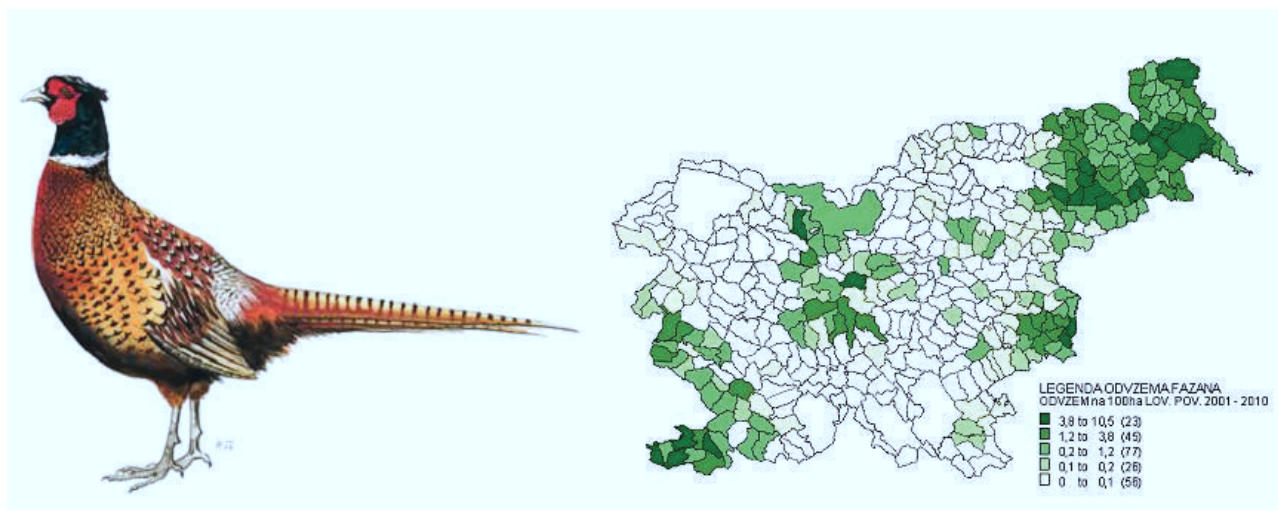 LEGENDA ODVZEMA FAZANA
ODVZEM na 100ha LOV. POV. 2001 - 2010
3,8 to 10,5 (23)
1,2 to 3,8 (45)
0,2 to 1,2 (77)
0,1 to 0,2 (26)
0 to 0,1 (56)